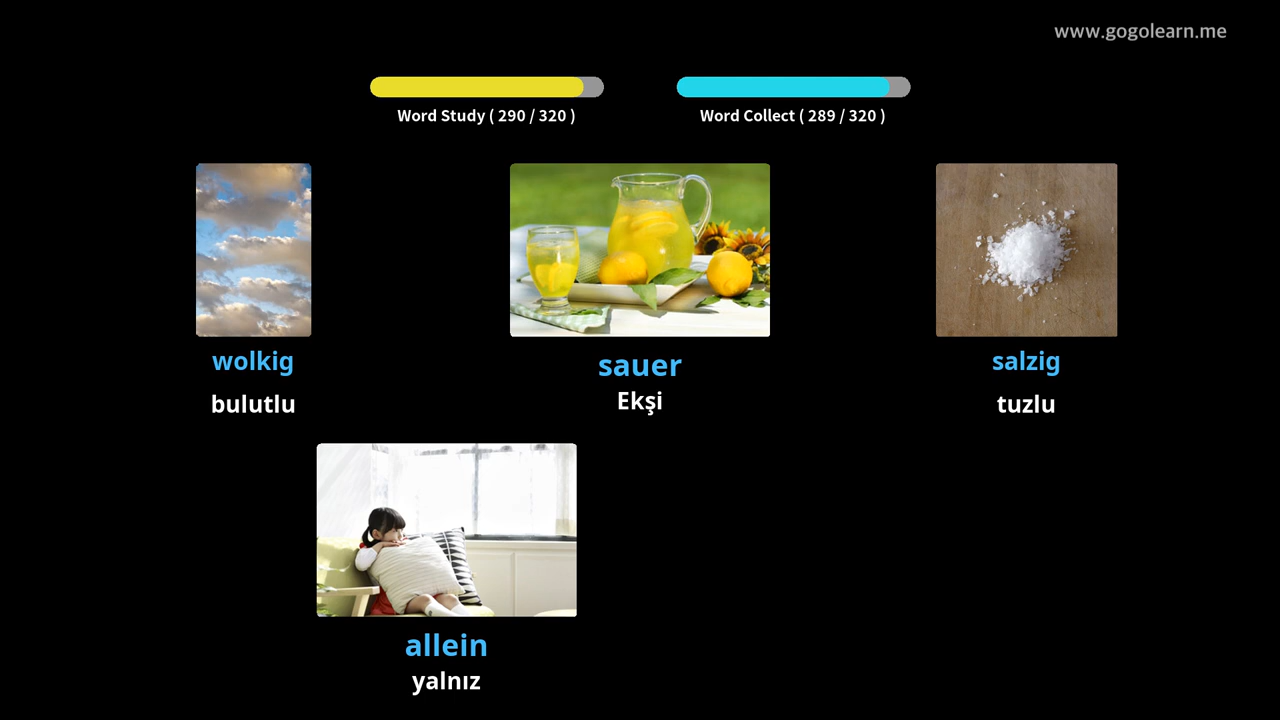 www.gogolearn.me
Word Study ( 290 / 320 )
Word Collect ( 289 / 320 )
wolkig
bulutlu
sauer
Ekşi
salzig
tuzlu
allein
yalnız